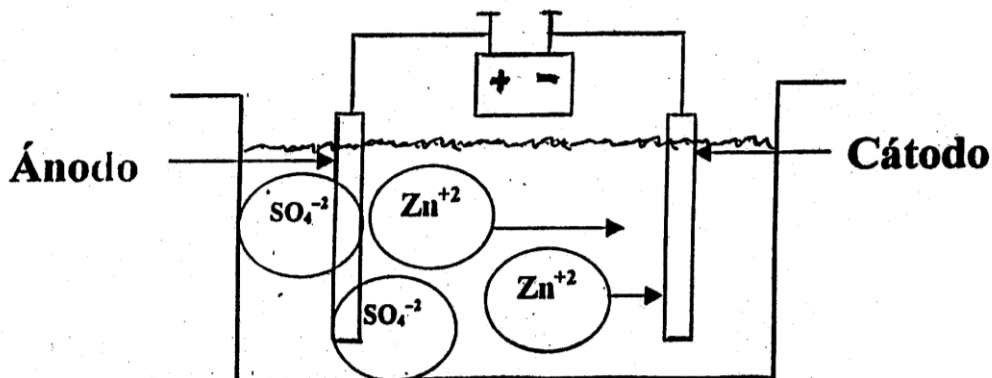 + −
Ánodo
Cátodo
SO₄⁻²
Zn⁺²
Zn⁺²
SO₄⁻²